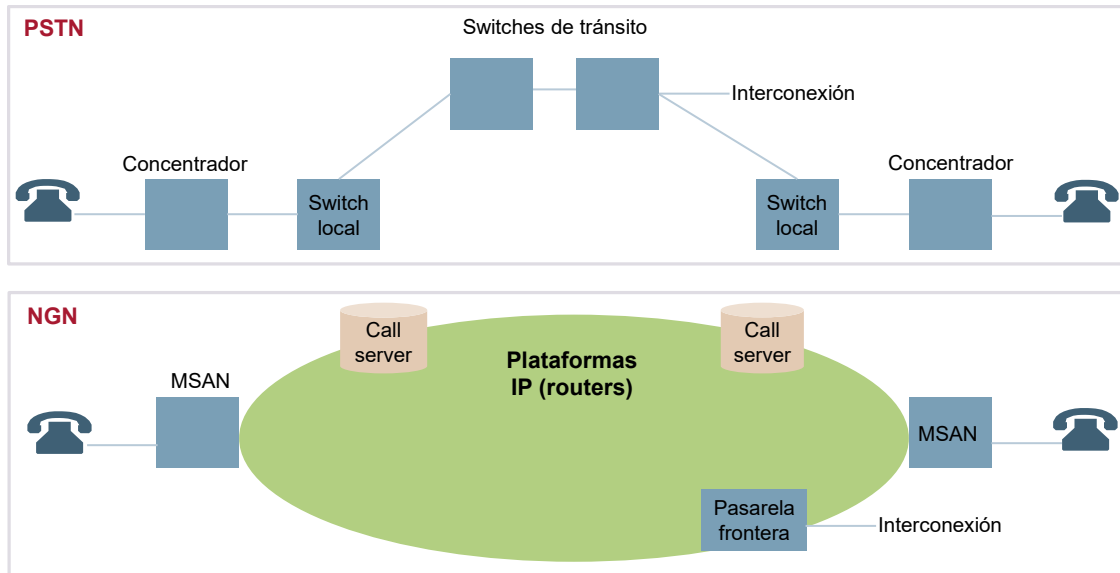 PSTN
Switches de tránsito
Interconexión
Concentrador
Concentrador
Switch
local
Switch
local
NGN
Call
server
Call
server
Plataformas
IP (routers)
MSAN
MSAN
Pasarela
frontera
Interconexión